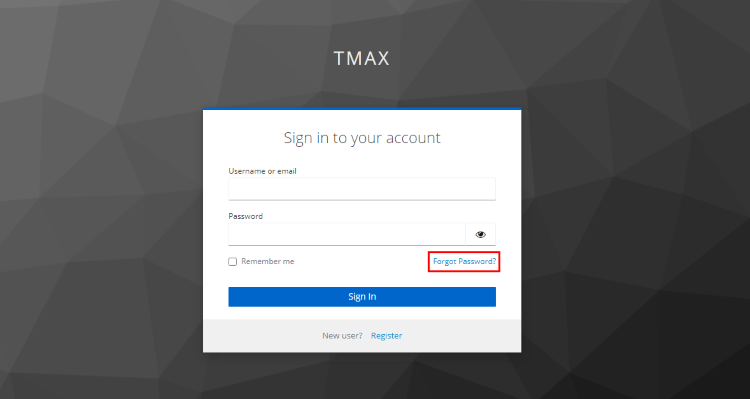 TMAX
Sign in to your account
Username or email
Password
Remember me Forgot Password?
Sign In
New user? Register